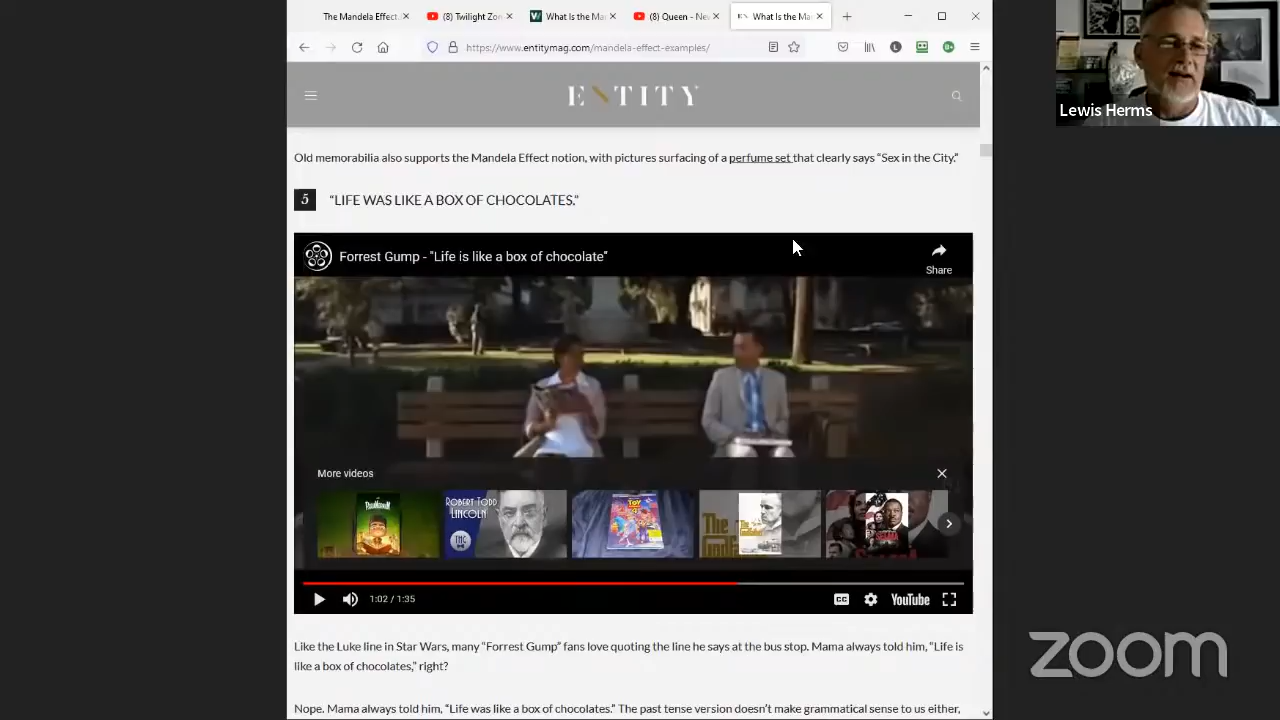 The Mandela Effect.
(8) Twilight Zon
What Is the Ma
(8) Queen - Nev
What Is the Ma
https://www.entitymag.com/mandela-effect-examples/
Lewis Herms
ENTITY
Old memorabilia also supports the Mandela Effect notion, with pictures surfacing of a perfume set that clearly says “Sex in the City.”
5 “LIFE WAS LIKE A BOX OF CHOCOLATES.”
Forrest Gump - "Life is like a box of chocolate"
Share
More videos
ROBERT TODD
LINCOLN
TOY
The
1:02 / 1:35
CC
YouTube
Like the Luke line in Star Wars, many “Forrest Gump” fans love quoting the line he says at the bus stop. Mama always told him, “Life is
like a box of chocolates,” right?
zoom
Nope. Mama always told him, “Life was like a box of chocolates.” The past tense version doesn’t make grammatical sense to us either,